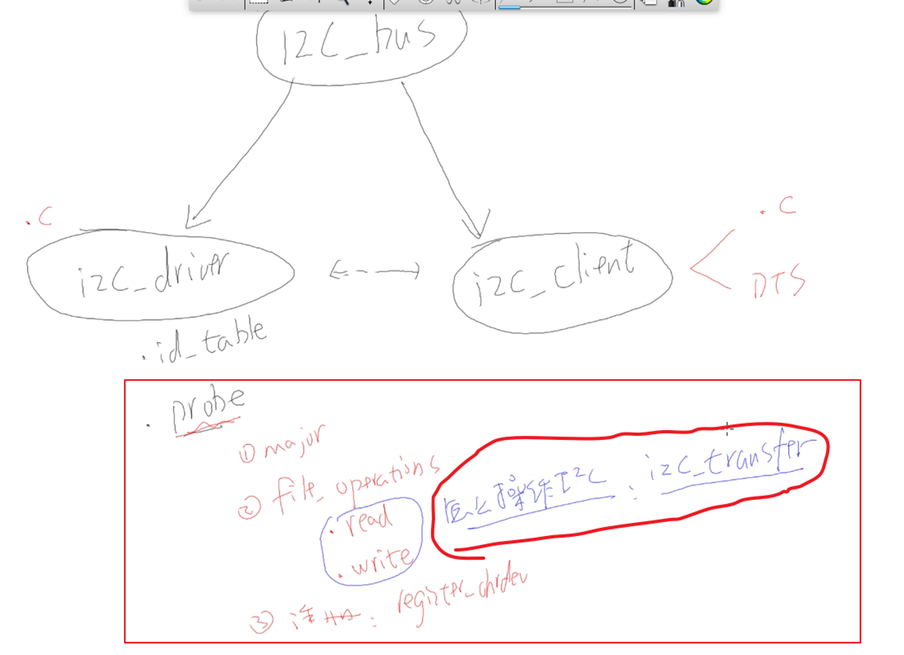 i2C_bus
.C
i2C_driver
i2C_client
.C
DTS
.id_table
.probe
① major
② file_operations
.read
.write
怎么操作I²C : i2C_transfer
③ 注册 : register_chrdev